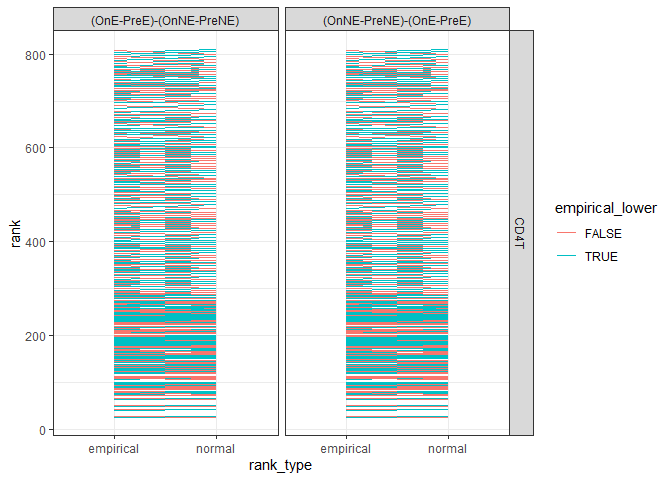 (OnE-PreE)-(OnNE-PreNE)
(OnNE-PreNE)-(OnE-PreE)
800
600
400
200
0
rank
empirical
normal
empirical
normal
rank_type
CD4T
empirical_lower
FALSE
TRUE